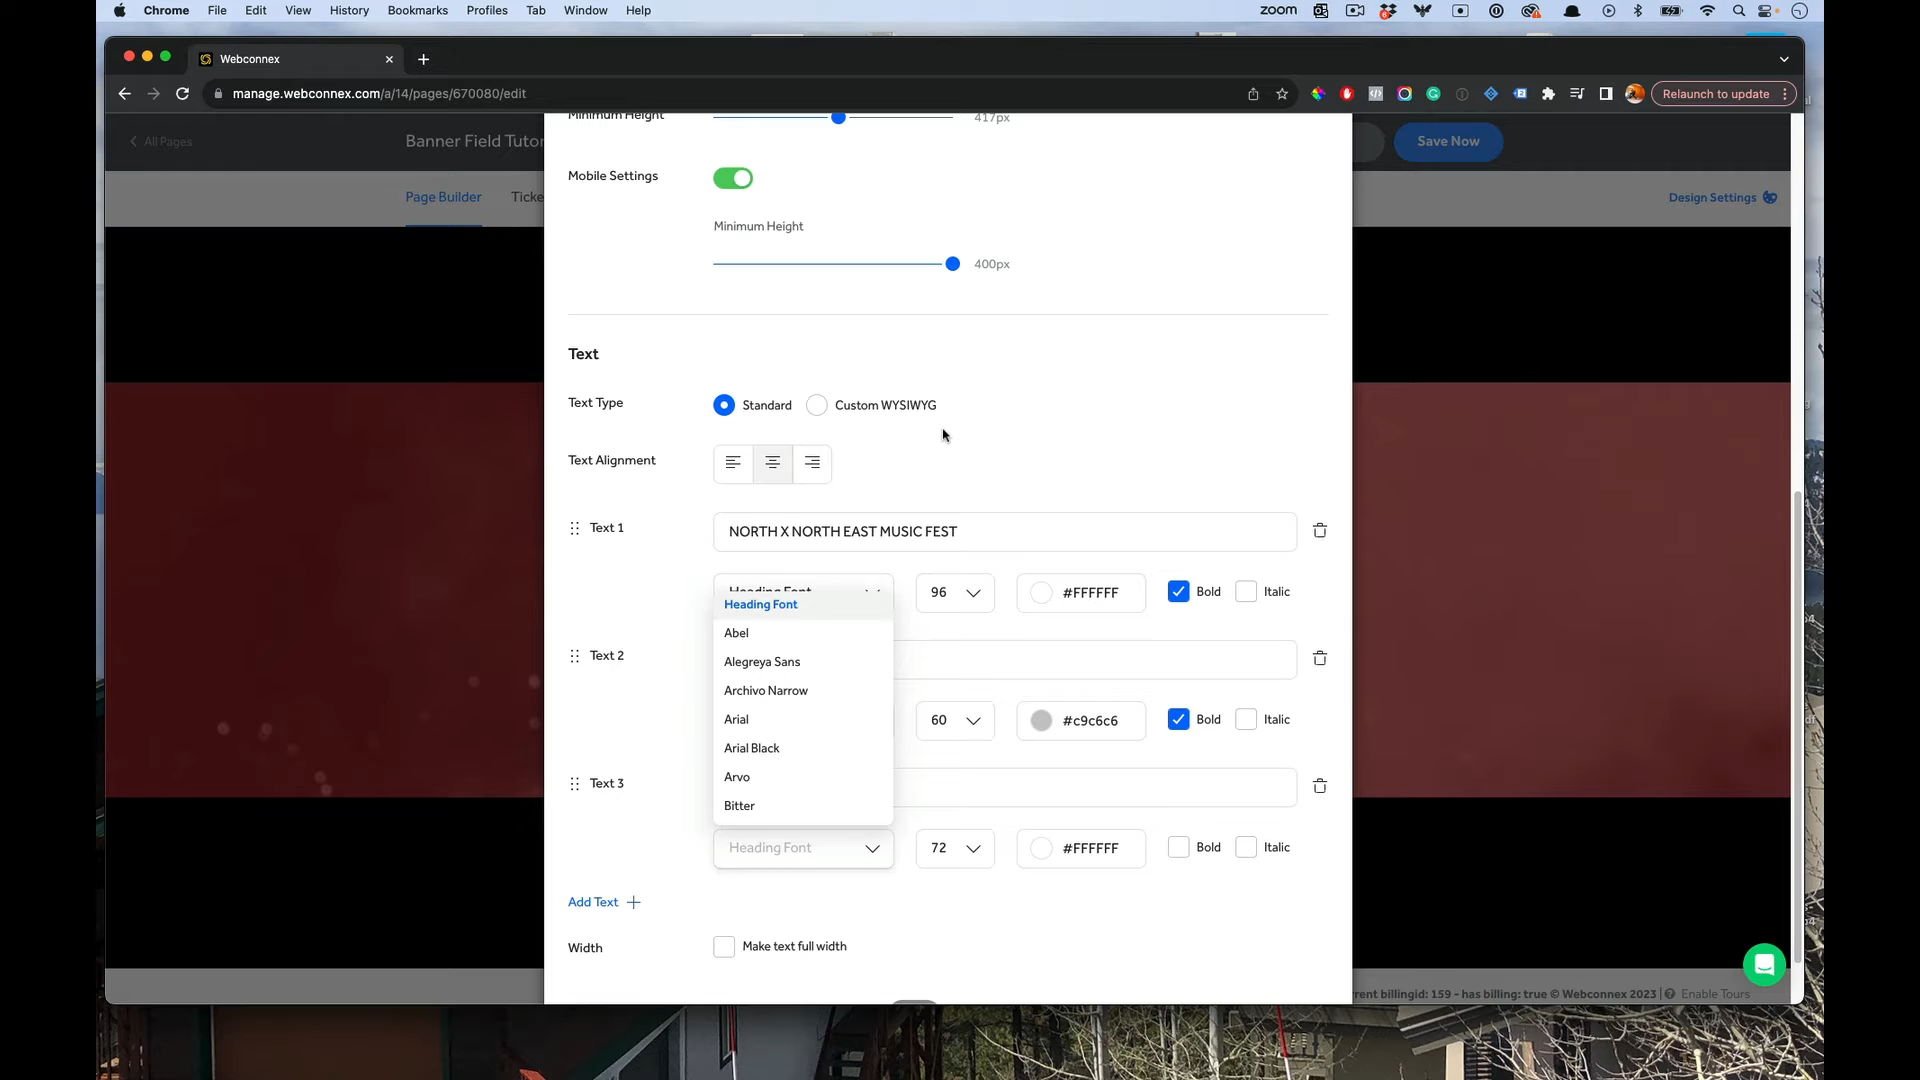 Chrome File Edit View History Bookmarks Profiles Tab Window Help zoom
Webconnex
manage.webconnex.com/a/14/pages/670080/edit
Relaunch to update
All Pages
Banner Field Tutor
Save Now
Page Builder
Ticke
Design Settings
Minimum Height
417px
Mobile Settings
Minimum Height
400px
Text
Text Type
Standard
Custom WYSIWYG
Text Alignment
Text 1
NORTH X NORTH EAST MUSIC FEST
Heading Font
96
#FFFFFF
Bold
Italic
Heading Font
Abel
Alegreya Sans
Archivo Narrow
Arial
Arial Black
Arvo
Bitter
Text 2
60
#c9c6c6
Bold
Italic
Text 3
Heading Font
72
#FFFFFF
Bold
Italic
Add Text
Width
Make text full width
rent billingid: 159 - has billing: true © Webconnex 2023 | Enable Tours